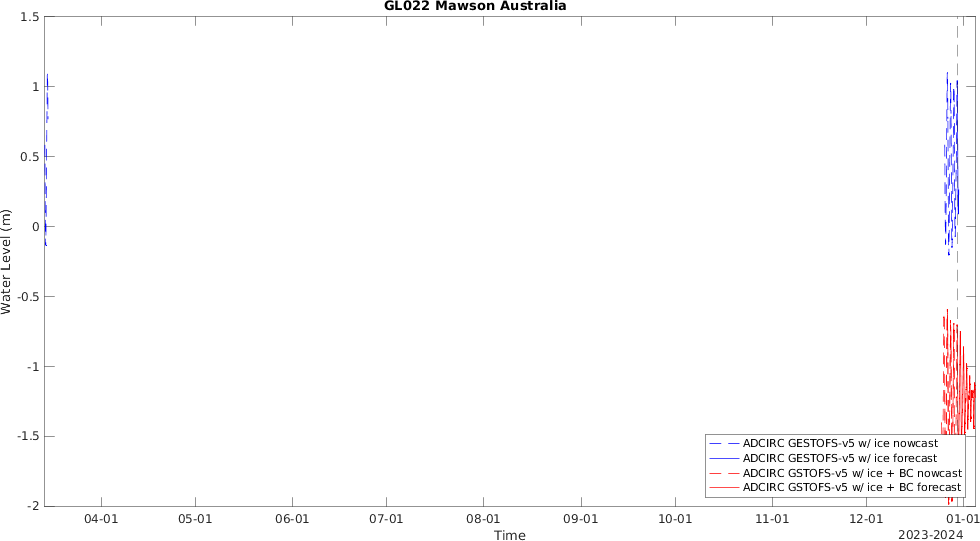 GL022 Mawson Australia
1.5
1
0.5
0
-0.5
-1
-1.5
-2
Water Level (m)
ADCIRC GESTOFS-v5 w/ ice nowcast
ADCIRC GESTOFS-v5 w/ ice forecast
ADCIRC GSTOFS-v5 w/ ice + BC nowcast
ADCIRC GSTOFS-v5 w/ ice + BC forecast
04-01 05-01 06-01 07-01 08-01 09-01 10-01 11-01 12-01 01-01
Time
2023-2024